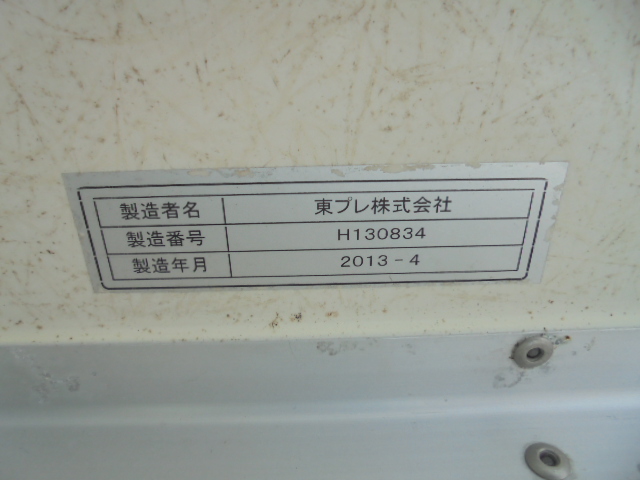 製造者名 東プレ株式会社
製造番号 H130834
製造年月 2013-4